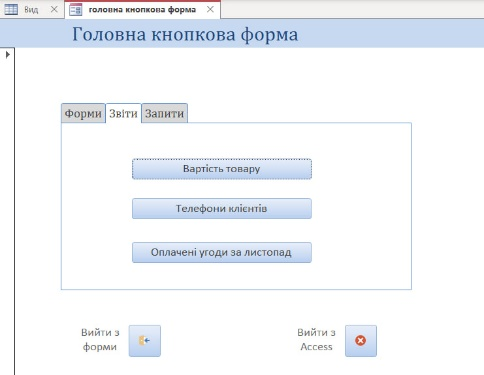 Вид
головна кнопкова форма
Головна кнопкова форма
Форми Звіти Запити
Вартість товару
Телефони клієнтів
Оплачені угоди за листопад
Вийти з
форми
Вийти з
Access